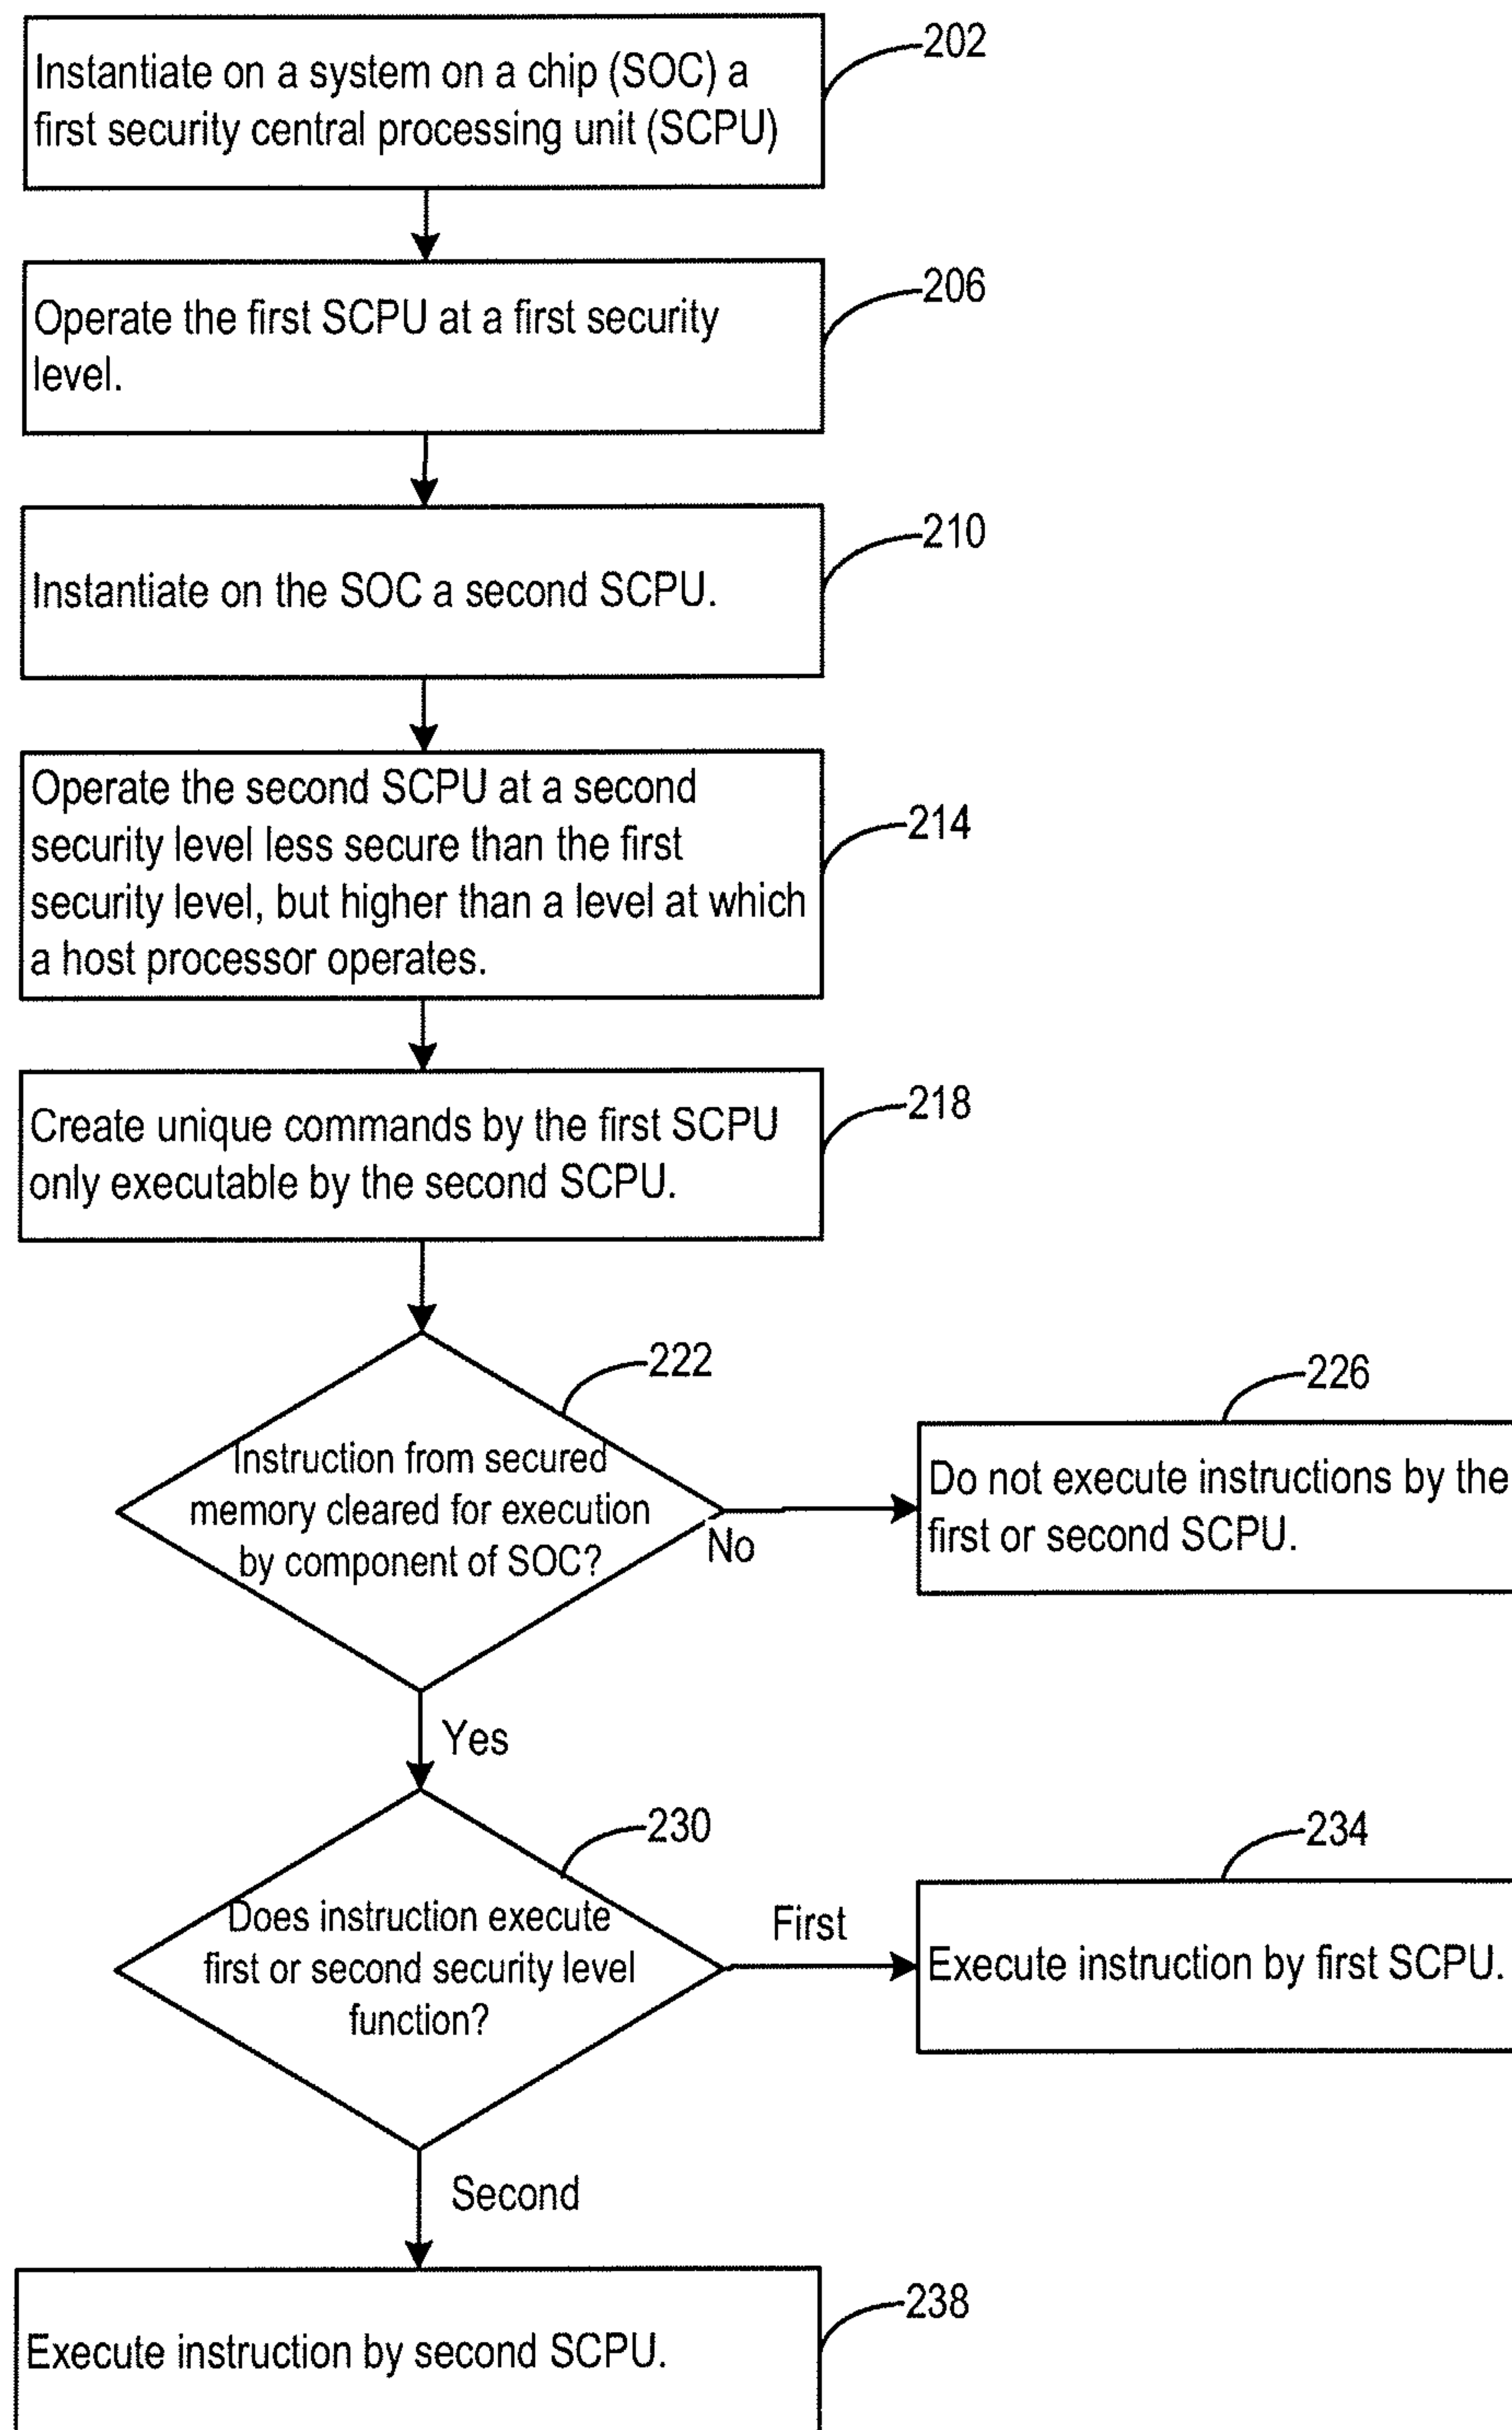 202
Instantiate on a system on a chip (SOC) a
first security central processing unit (SCPU)
206
Operate the first SCPU at a first security
level.
210
Instantiate on the SOC a second SCPU.
Operate the second SCPU at a second
security level less secure than the first
security level, but higher than a level at which
a host processor operates.
214
Create unique commands by the first SCPU
only executable by the second SCPU.
218
222
Instruction from secured
memory cleared for execution
by component of SOC?
No
226
Do not execute instructions by the
first or second SCPU.
Yes
230
Does instruction execute
first or second security level
function?
First
234
Execute instruction by first SCPU.
Second
238
Execute instruction by second SCPU.